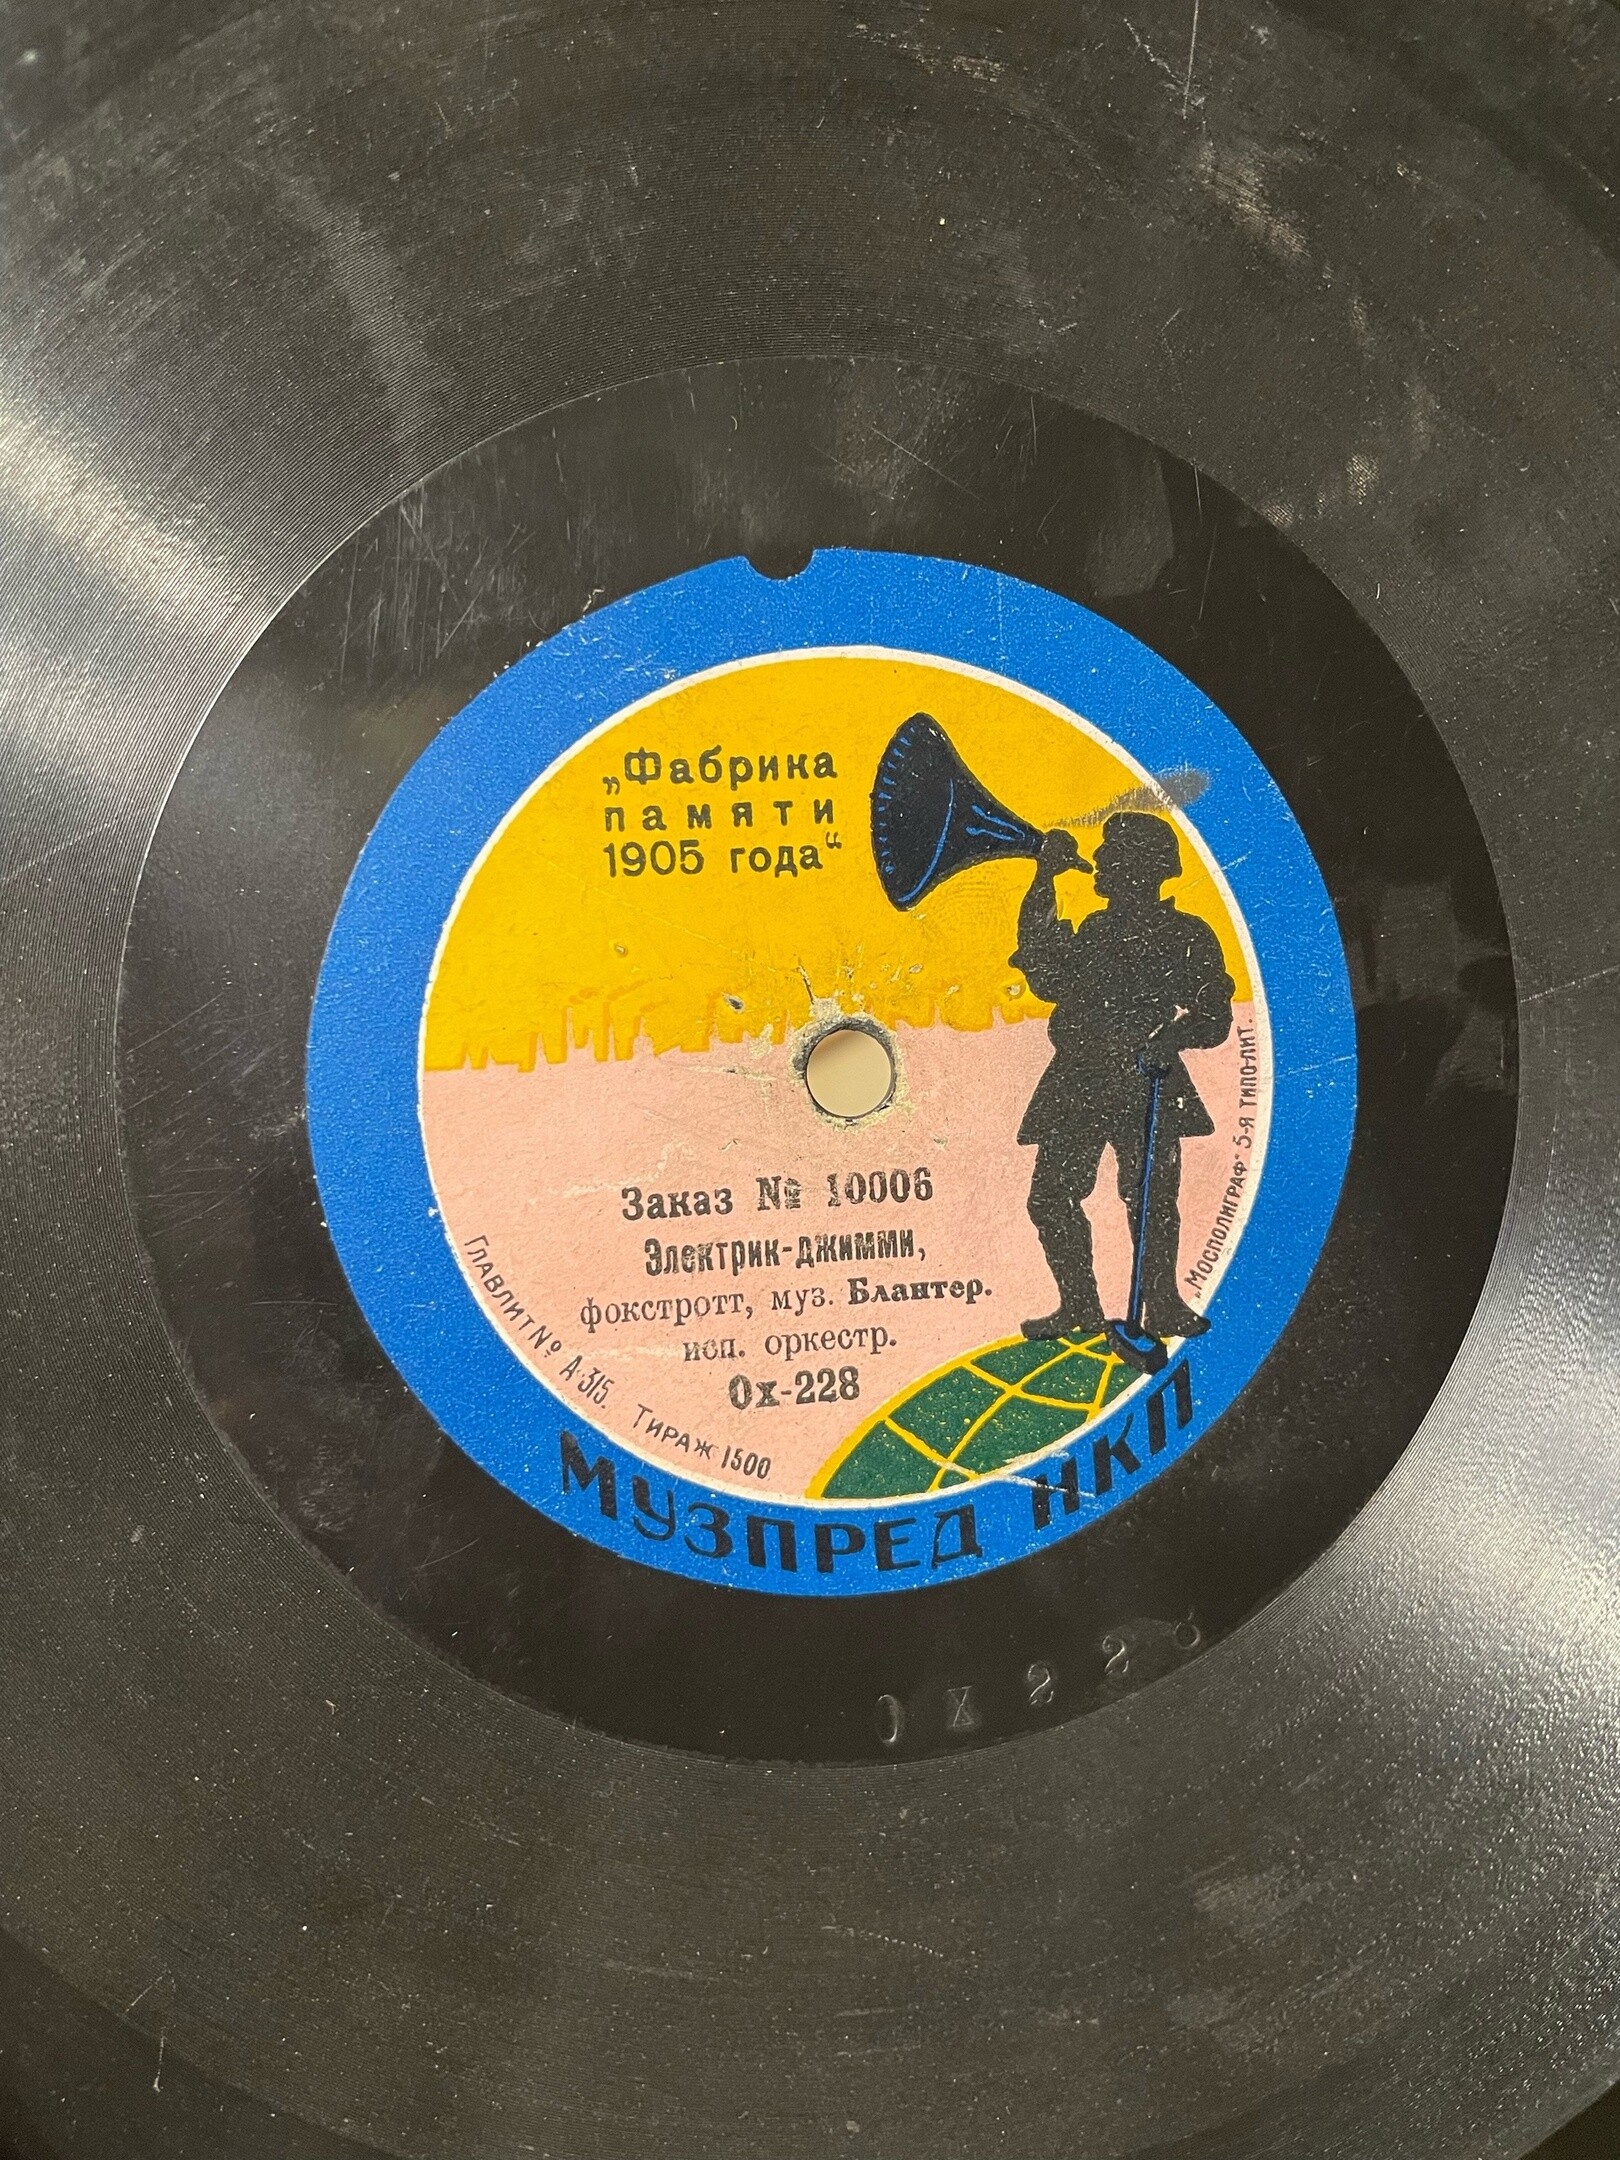 „Фабрика
памяти
1905 года“
Заказ № 10006
Электрик-джимми,
фокстротт, муз. Блантер.
исп. оркестр.
Ох-228
Главлит № А-315. Тираж 1500
„Мосполиграф“ 5-я типо-лит.
МУЗПРЕД НКП
OX228